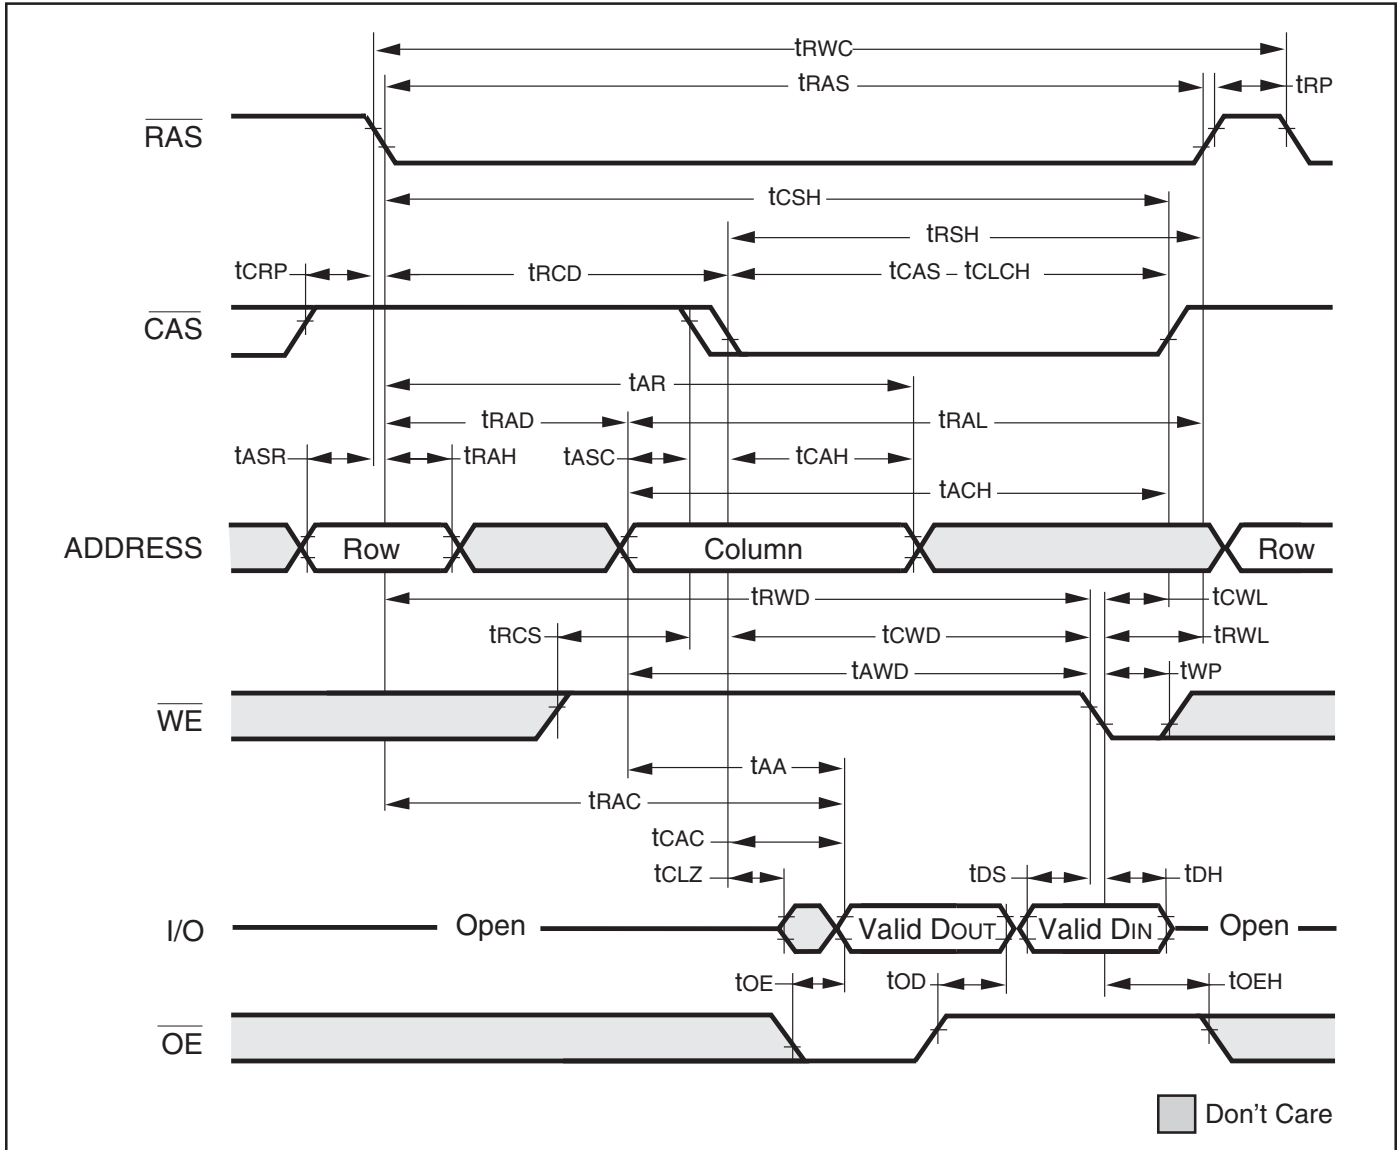 tRWC
tRAS
tRP
RAS
tCSH
tRSH
tCRP
tRCD
tCAS – tCLCH
CAS
tAR
tRAD
tRAL
tASR
tRAH
tASC
tCAH
tACH
ADDRESS
Row
Column
Row
tRWD
tCWL
tRCS
tCWD
tRWL
tAWD
tWP
WE
tAA
tRAC
tCAC
tCLZ
tDS
tDH
I/O
Open
Valid DOUT
Valid DIN
Open
tOE
tOD
tOEH
OE
Don't Care